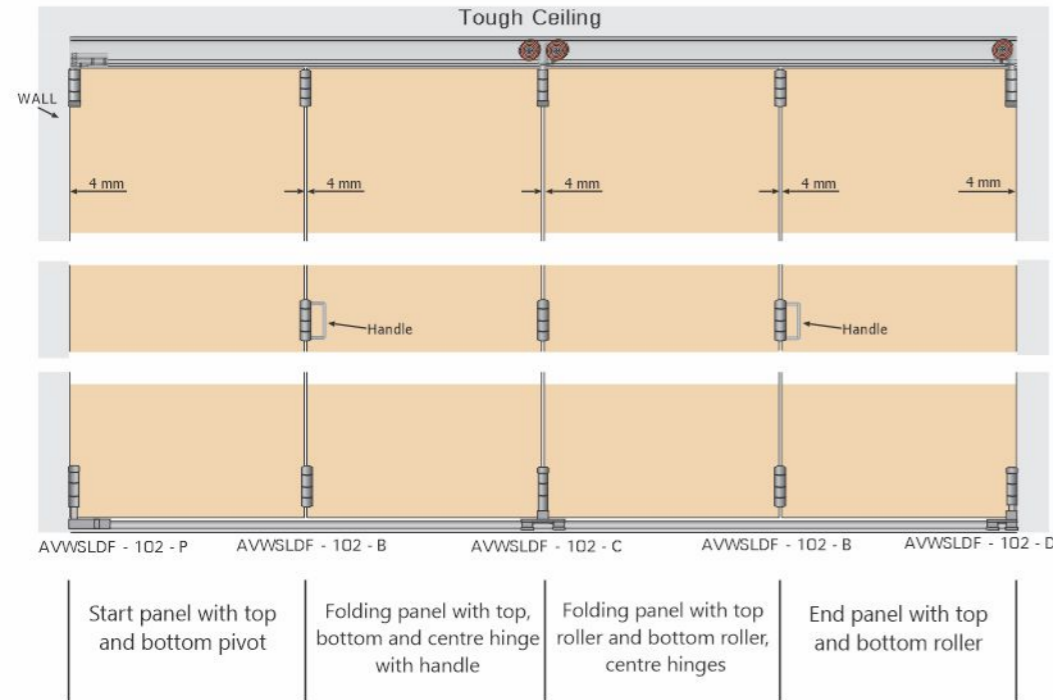 Tough Ceiling
WALL
4 mm
4 mm
4 mm
4 mm
4 mm
Handle
Handle
AVWSLDF - 102 - P
AVWSLDF - 102 - B
AVWSLDF - 102 - C
AVWSLDF - 102 - B
AVWSLDF - 102 - D
Start panel with top
and bottom pivot
Folding panel with top,
bottom and centre hinge
with handle
Folding panel with top
roller and bottom roller,
centre hinges
End panel with top
and bottom roller